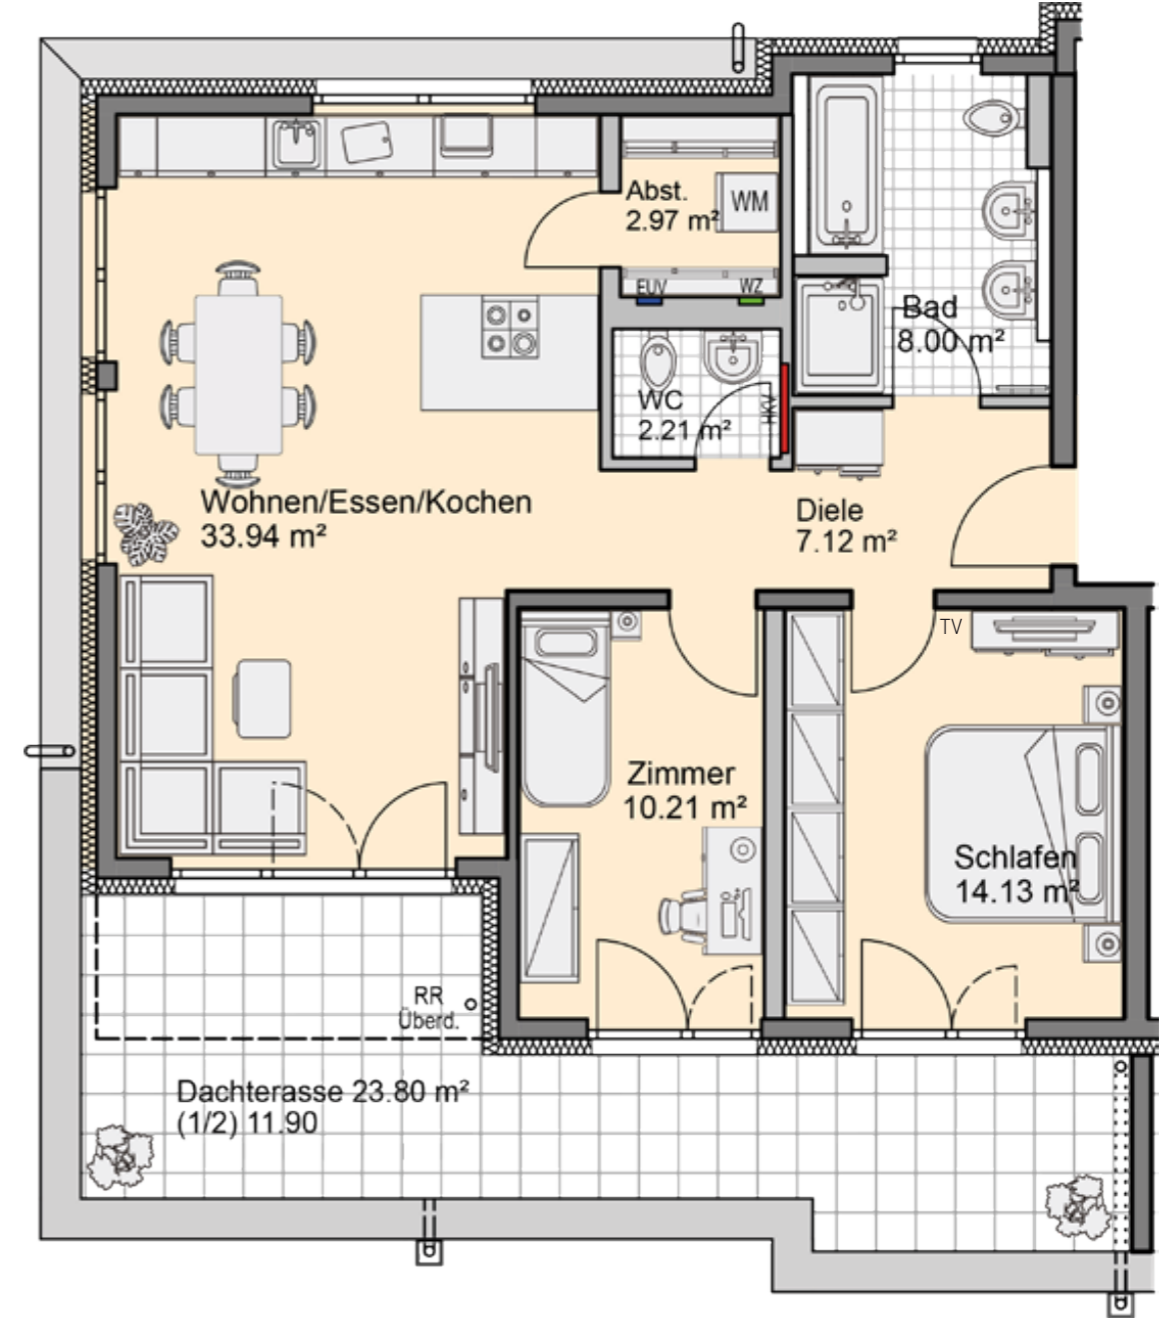 Abst.
2.97 m²
WM
EUV
WZ
Bad
8.00 m²
WC
2.21 m²
HKV
Wohnen/Essen/Kochen
33.94 m²
Diele
7.12 m²
TV
Zimmer
10.21 m²
Schlafen
14.13 m²
RR
Überd.
Dachterasse 23.80 m²
(1/2) 11.90